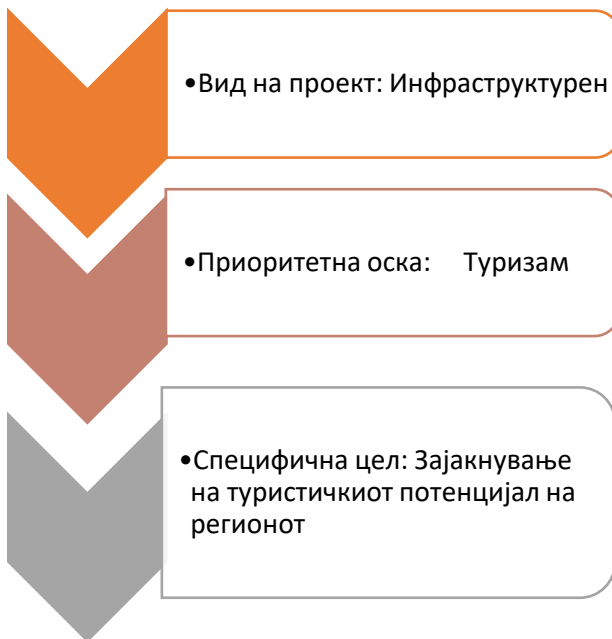 •Вид на проект: Инфраструктурен
•Приоритетна оска: Туризам
•Специфична цел: Зајакнување
на туристичкиот потенцијал на
регионот